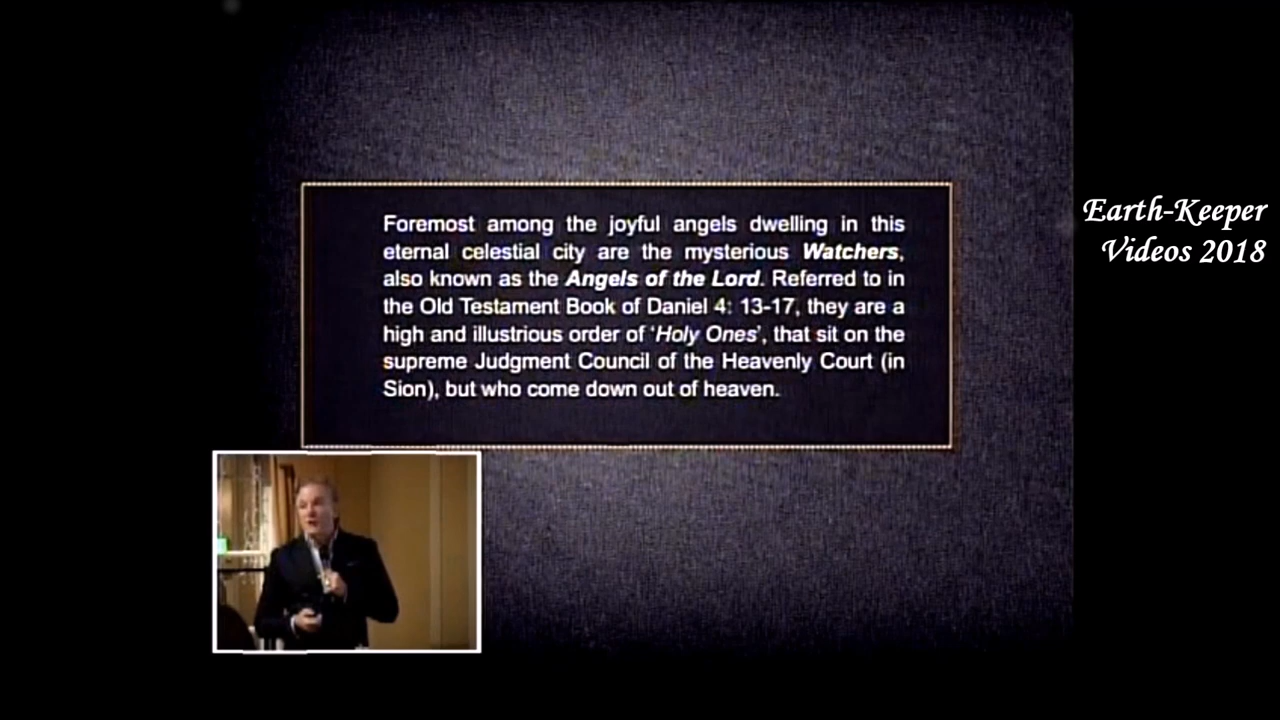 Foremost among the joyful angels dwelling in this
eternal celestial city are the mysterious Watchers,
also known as the Angels of the Lord. Referred to in
the Old Testament Book of Daniel 4: 13-17, they are a
high and illustrious order of ‘Holy Ones’, that sit on the
supreme Judgment Council of the Heavenly Court (in
Sion), but who come down out of heaven.
Earth-Keeper
Videos 2018